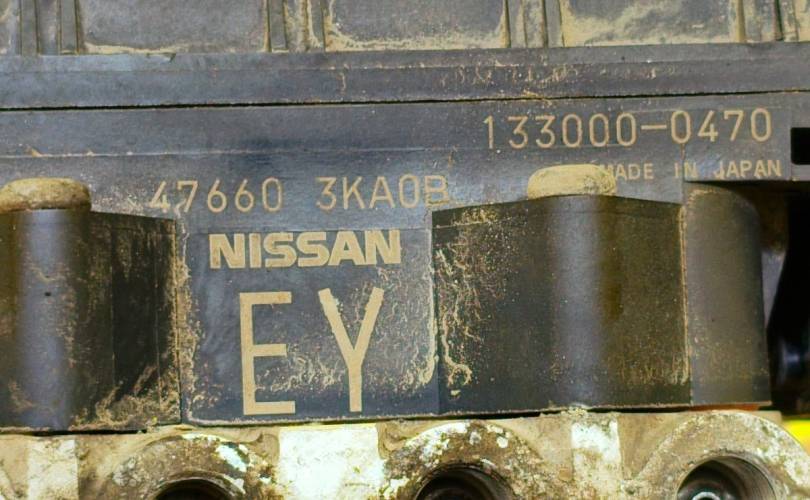 133000-0470
MADE IN JAPAN
47660 3KA0B
NISSAN
EY